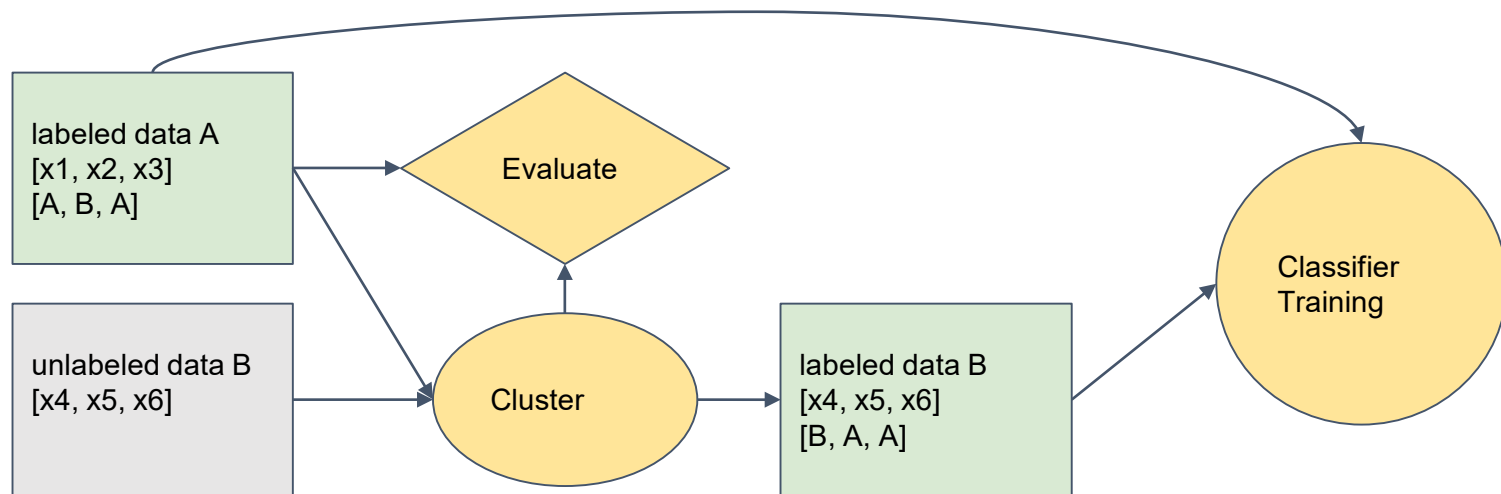 labeled data A
[x1, x2, x3]
[A, B, A]
Evaluate
Classifier
Training
unlabeled data B
[x4, x5, x6]
Cluster
labeled data B
[x4, x5, x6]
[B, A, A]